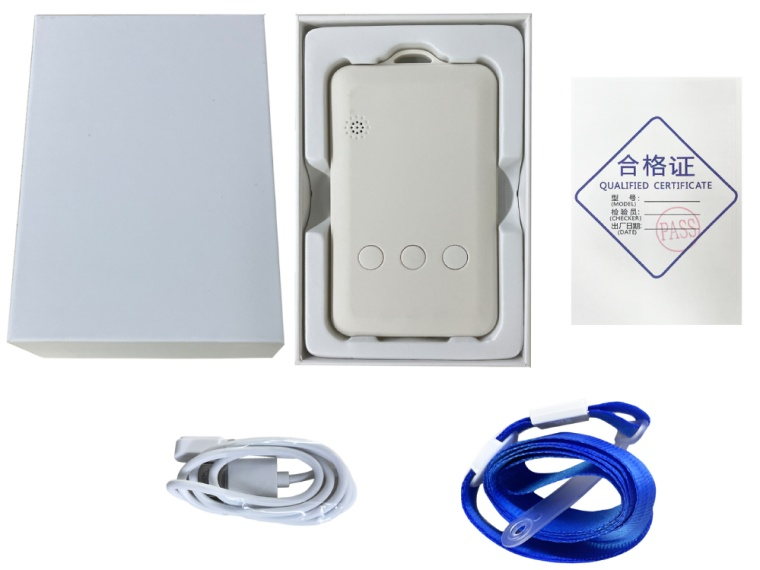 合格证
QUALIFIED CERTIFICATE
型 号:
(MODEL)
检验员:
(CHECKER)
出厂日期:
(DATE)
PASS